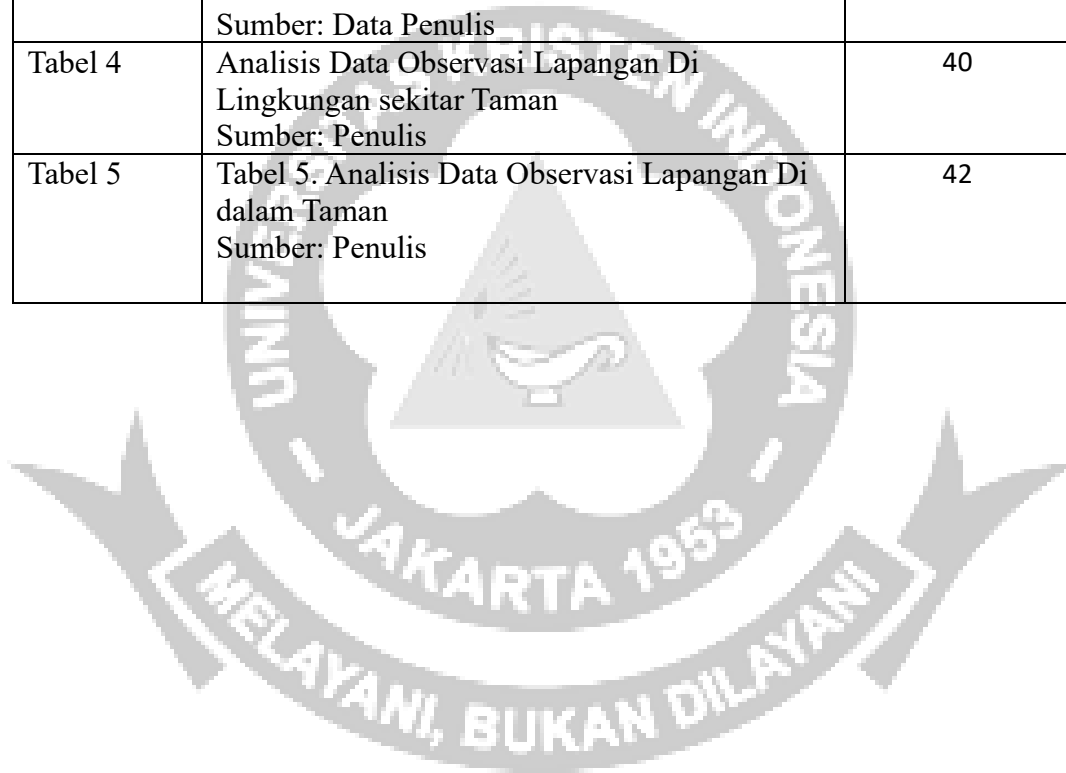 Sumber: Data Penulis
Tabel 4 Analisis Data Observasi Lapangan Di 40
Lingkungan sekitar Taman
Sumber: Penulis
Tabel 5 Tabel 5. Analisis Data Observasi Lapangan Di 42
dalam Taman
Sumber: Penulis
UNIVERSITAS KRISTEN INDONESIA
- JAKARTA 1953 -
MELAYANI, BUKAN DILAYANI